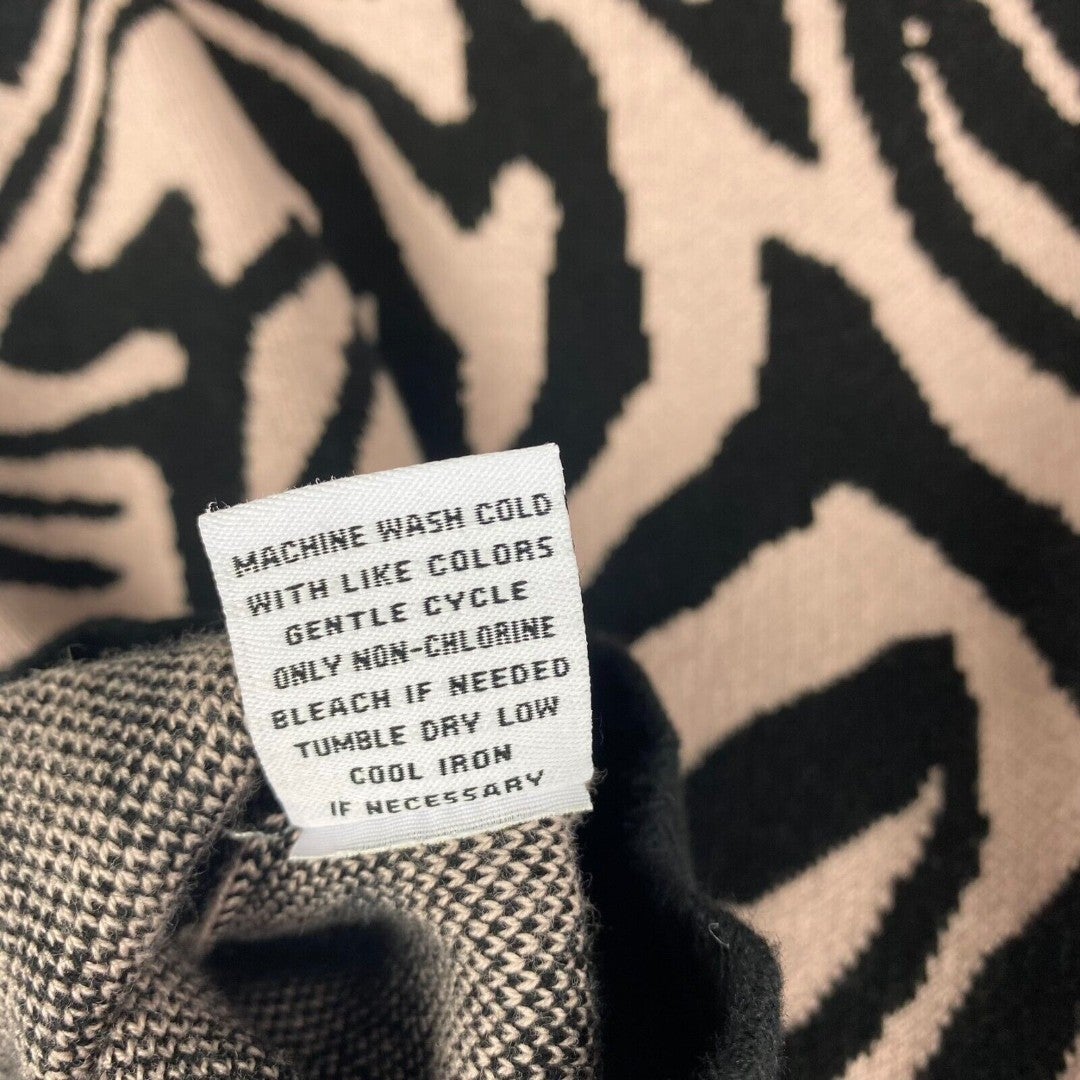 MACHINE WASH COLD
WITH LIKE COLORS
GENTLE CYCLE
ONLY NON-CHLORINE
BLEACH IF NEEDED
TUMBLE DRY LOW
COOL IRON
IF NECESSARY